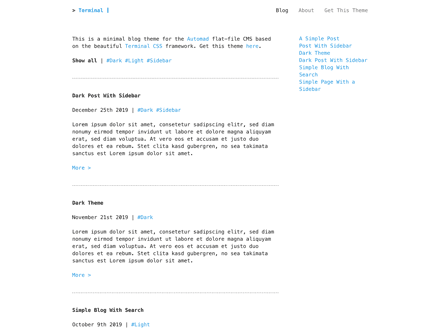 > Terminal |
Blog About Get This Theme
This is a minimal blog theme for the Automad flat-file CMS based
on the beautiful Terminal CSS framework. Get this theme here.
Show all | #Dark #Light #Sidebar
Dark Post With Sidebar
December 25th 2019 | #Dark #Sidebar
Lorem ipsum dolor sit amet, consetetur sadipscing elitr, sed diam
nonumy eirmod tempor invidunt ut labore et dolore magna aliquyam
erat, sed diam voluptua. At vero eos et accusam et justo duo
dolores et ea rebum. Stet clita kasd gubergren, no sea takimata
sanctus est Lorem ipsum dolor sit amet.
More >
Dark Theme
November 21st 2019 | #Dark
Lorem ipsum dolor sit amet, consetetur sadipscing elitr, sed diam
nonumy eirmod tempor invidunt ut labore et dolore magna aliquyam
erat, sed diam voluptua. At vero eos et accusam et justo duo
dolores et ea rebum. Stet clita kasd gubergren, no sea takimata
sanctus est Lorem ipsum dolor sit amet.
More >
Simple Blog With Search
October 9th 2019 | #Light
A Simple Post
Post With Sidebar
Dark Theme
Dark Post With Sidebar
Simple Blog With
Search
Simple Page With a
Sidebar